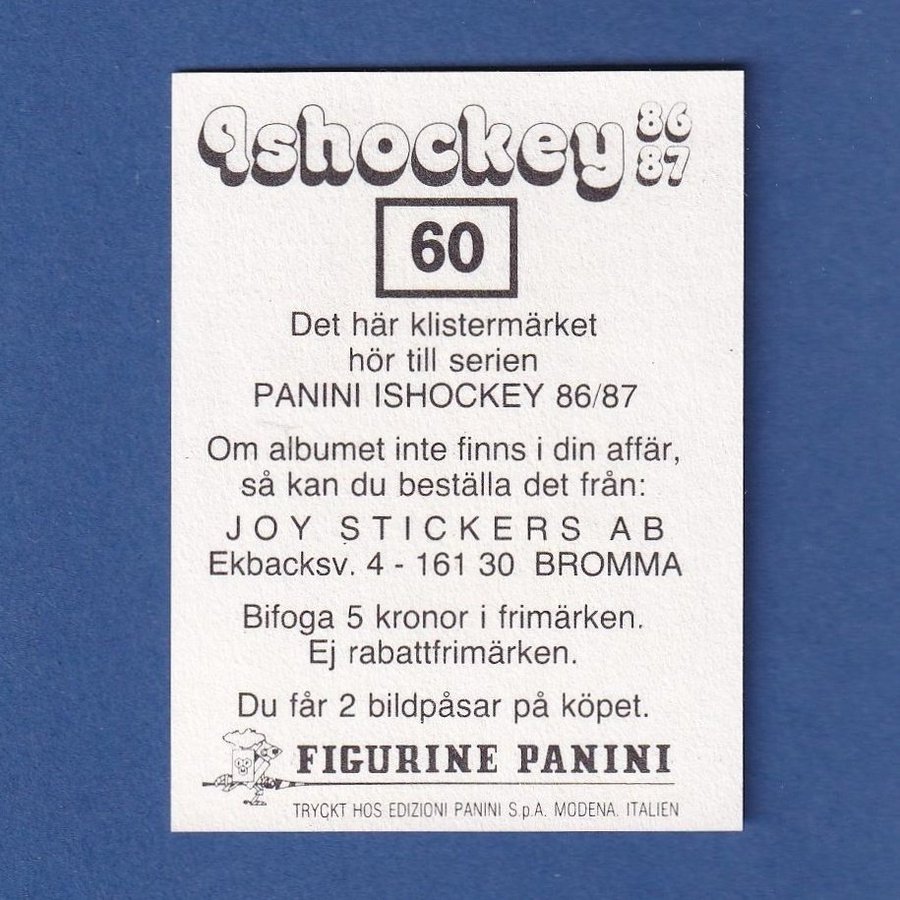 Ishockey 86 87
60
Det här klistermärket
hör till serien
PANINI ISHOCKEY 86/87
Om albumet inte finns i din affär,
så kan du beställa det från:
JOY STICKERS AB
Ekbacksv. 4 - 161 30 BROMMA
Bifoga 5 kronor i frimärken.
Ej rabattfrimärken.
Du får 2 bildpåsar på köpet.
FIGURINE PANINI
TRYCKT HOS EDIZIONI PANINI S.p.A. MODENA. ITALIEN